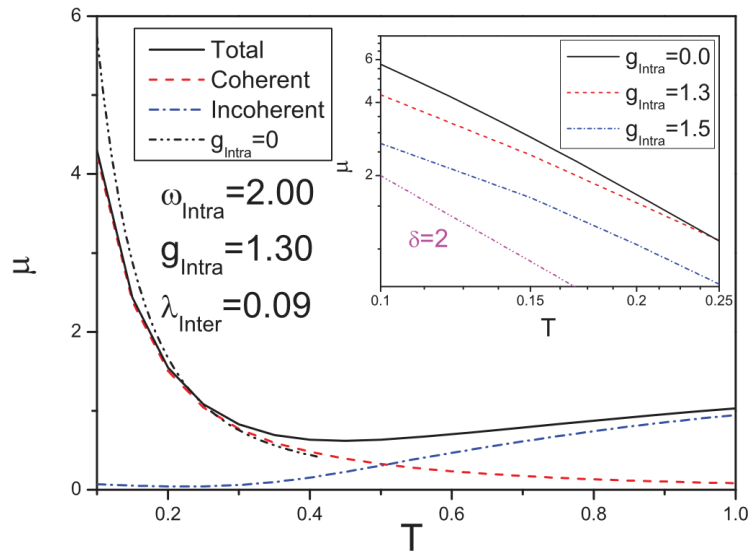 6
4
2
0
μ
0.2
0.4
0.6
0.8
1.0
T
Total
Coherent
Incoherent
g_Intra=0
ω_Intra=2.00
g_Intra=1.30
λ_Inter=0.09
6
4
2
μ
0.1
0.15
0.2
0.25
T
g_Intra=0.0
g_Intra=1.3
g_Intra=1.5
δ=2